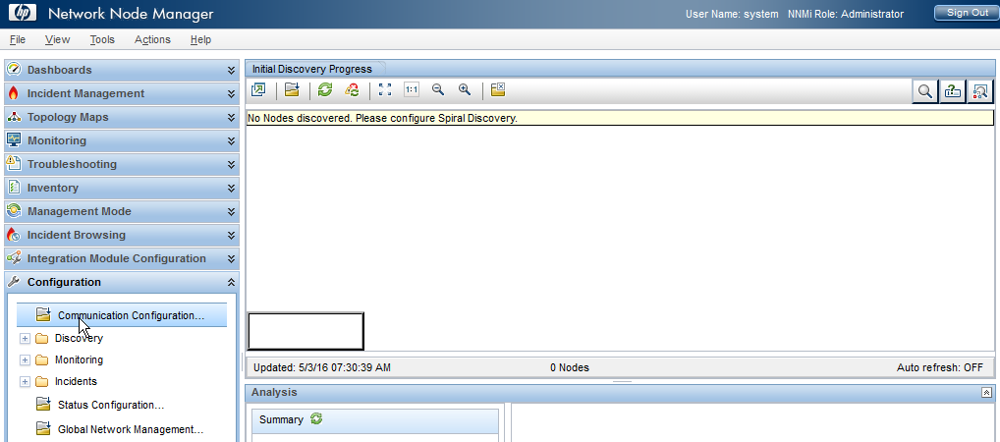 hp Network Node Manager
User Name: system NNMi Role: Administrator Sign Out
File View Tools Actions Help
Dashboards
Incident Management
Topology Maps
Monitoring
Troubleshooting
Inventory
Management Mode
Incident Browsing
Integration Module Configuration
Configuration
Communication Configuration...
Discovery
Monitoring
Incidents
Status Configuration...
Global Network Management...
Initial Discovery Progress
1:1
No Nodes discovered. Please configure Spiral Discovery.
Updated: 5/3/16 07:30:39 AM 0 Nodes Auto refresh: OFF
Analysis
Summary